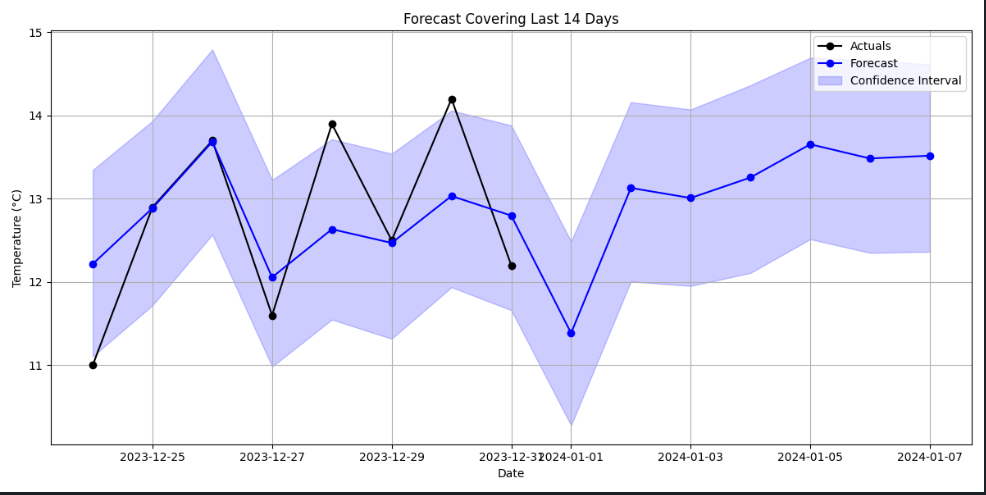 Forecast Covering Last 14 Days
Actuals
Forecast
Confidence Interval
Temperature (°C)
15
14
13
12
11
2023-12-25 2023-12-27 2023-12-29 2023-12-31 2024-01-01 2024-01-03 2024-01-05 2024-01-07
Date